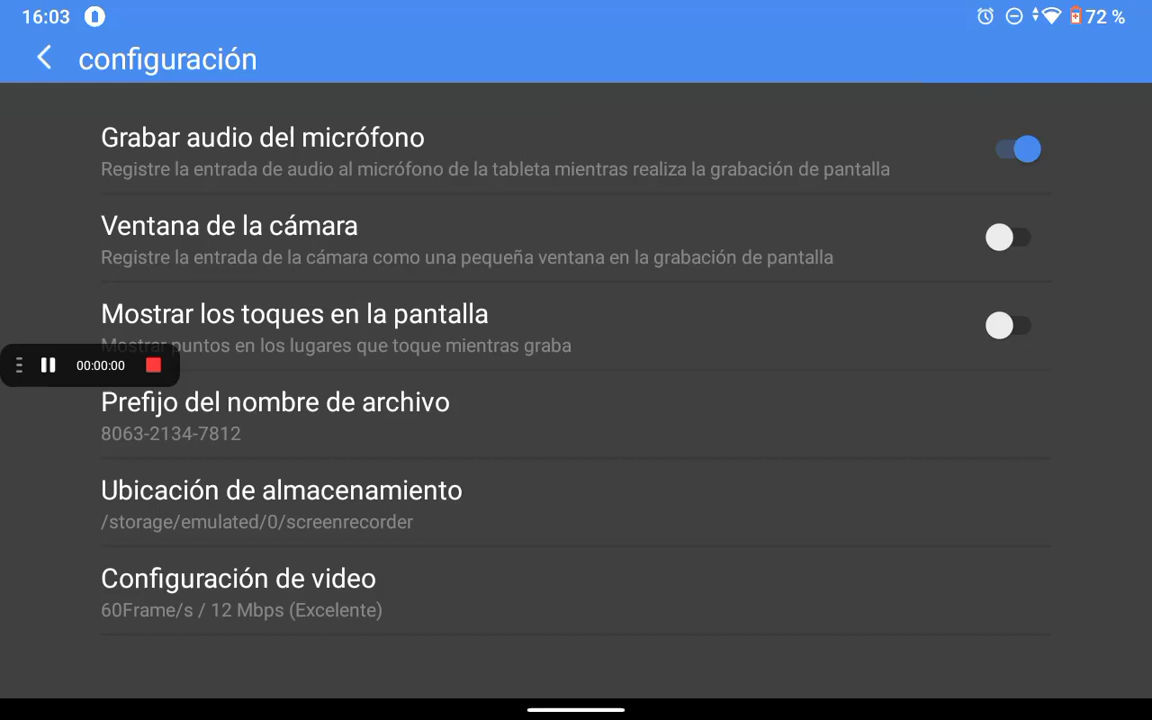 16:03
72 %
configuración
Grabar audio del micrófono
Registre la entrada de audio al micrófono de la tableta mientras realiza la grabación de pantalla
Ventana de la cámara
Registre la entrada de la cámara como una pequeña ventana en la grabación de pantalla
Mostrar los toques en la pantalla
Mostrar puntos en los lugares que toque mientras graba
00:00:00
Prefijo del nombre de archivo
8063-2134-7812
Ubicación de almacenamiento
/storage/emulated/0/screenrecorder
Configuración de video
60Frame/s / 12 Mbps (Excelente)